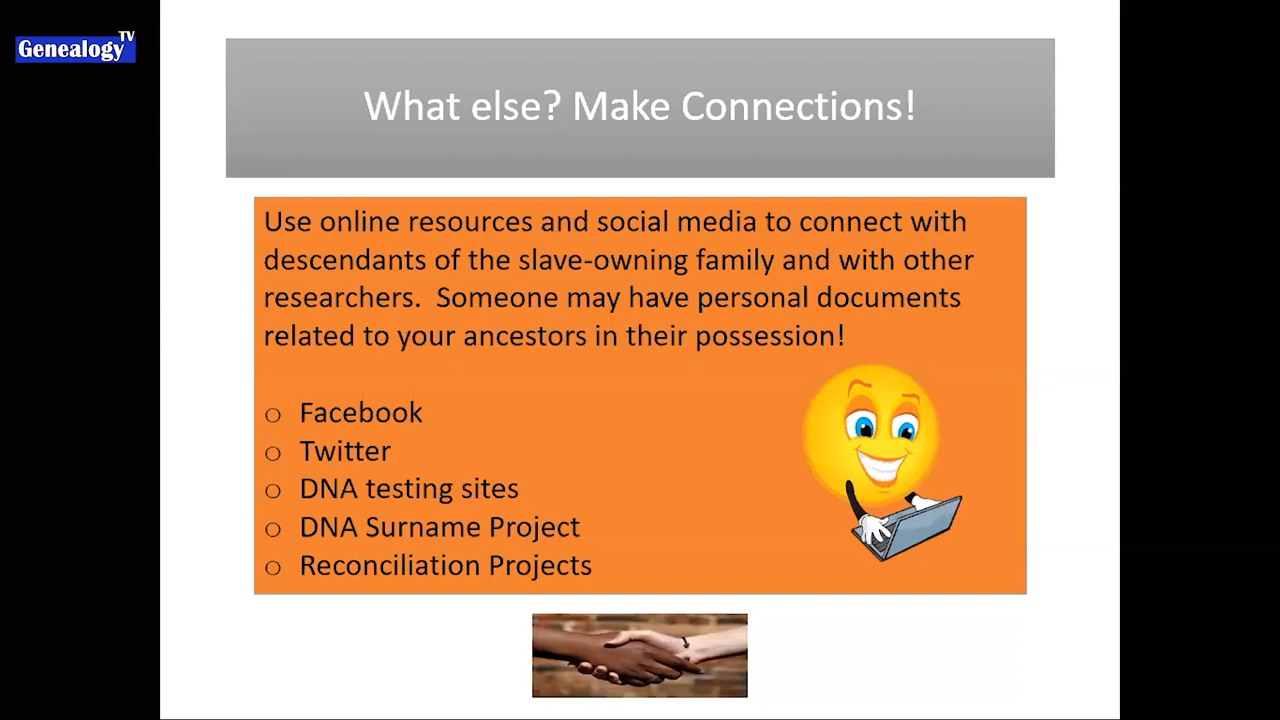 Genealogy TV
What else? Make Connections!
Use online resources and social media to connect with
descendants of the slave-owning family and with other
researchers.  Someone may have personal documents
related to your ancestors in their possession!
○ Facebook
○ Twitter
○ DNA testing sites
○ DNA Surname Project
○ Reconciliation Projects